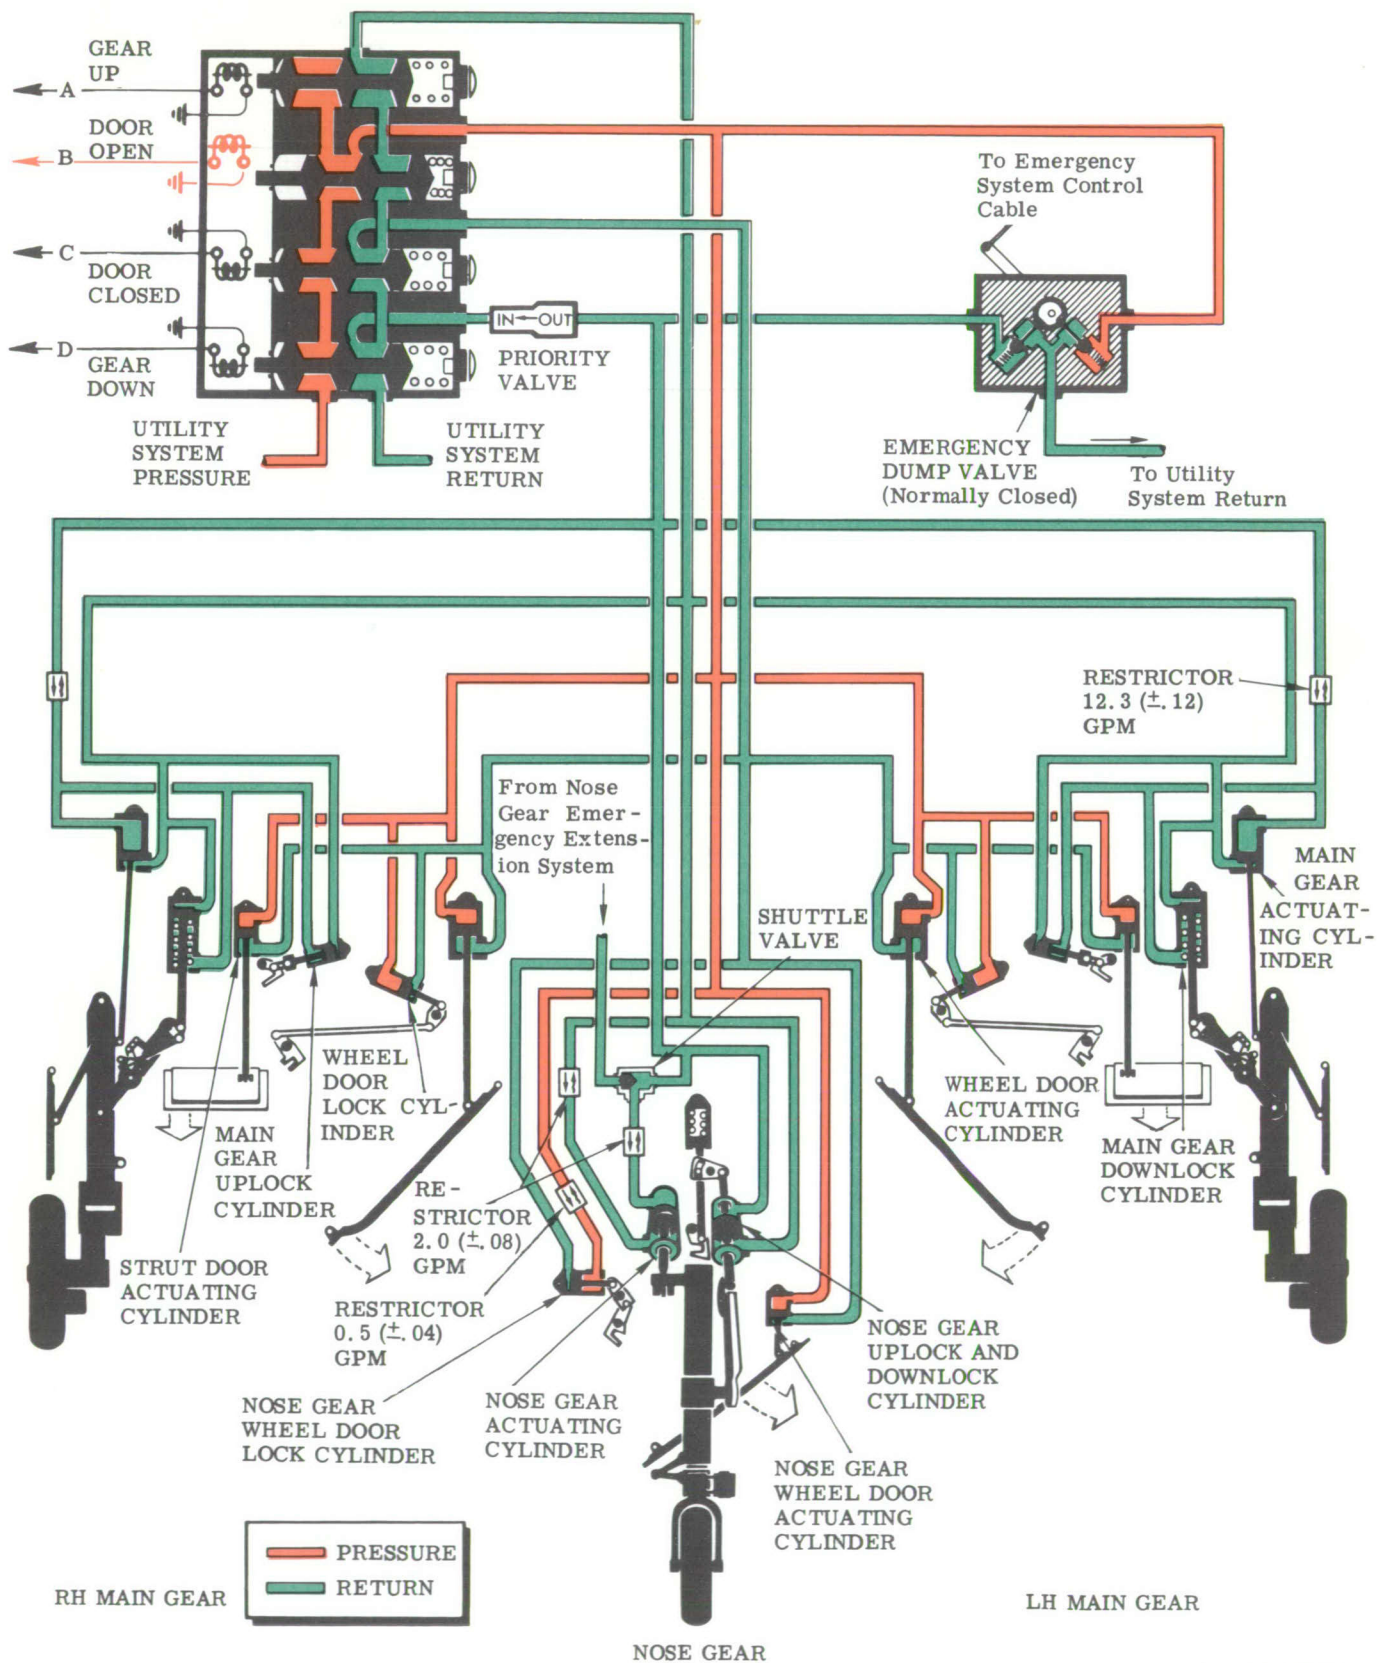 GEAR
UP
A
DOOR
OPEN
B
C
DOOR
CLOSED
D
GEAR
DOWN
UTILITY
SYSTEM
PRESSURE
UTILITY
SYSTEM
RETURN
IN OUT
PRIORITY
VALVE
To Emergency
System Control
Cable
EMERGENCY
DUMP VALVE
(Normally Closed)
To Utility
System Return
RESTRICTOR
12.3 (±.12)
GPM
From Nose
Gear Emer-
gency Extens-
ion System
SHUTTLE
VALVE
MAIN
GEAR
ACTUAT-
ING CYL-
INDER
WHEEL
DOOR
LOCK CYL-
INDER
MAIN
GEAR
UPLOCK
CYLINDER
STRUT DOOR
ACTUATING
CYLINDER
RE-
STRICTOR
2.0 (±.08)
GPM
RESTRICTOR
0.5 (±.04)
GPM
WHEEL DOOR
ACTUATING
CYLINDER
MAIN GEAR
DOWNLOCK
CYLINDER
NOSE GEAR
WHEEL DOOR
LOCK CYLINDER
NOSE GEAR
ACTUATING
CYLINDER
NOSE GEAR
UPLOCK AND
DOWNLOCK
CYLINDER
NOSE GEAR
WHEEL DOOR
ACTUATING
CYLINDER
PRESSURE
RETURN
RH MAIN GEAR
LH MAIN GEAR
NOSE GEAR